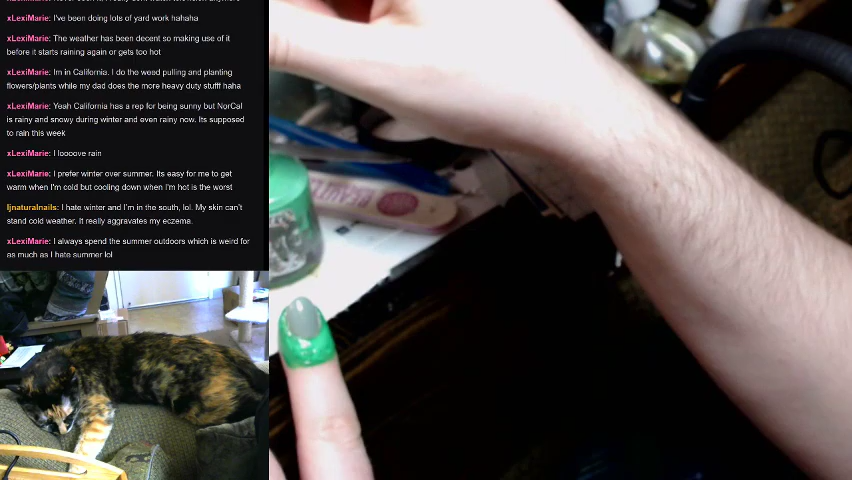 xLexiMarie: I've been doing lots of yard work hahaha
xLexiMarie: The weather has been decent so making use of it
before it starts raining again or gets too hot
xLexiMarie: Im in California. I do the weed pulling and planting
flowers/plants while my dad does the more heavy duty stufff haha
xLexiMarie: Yeah California has a rep for being sunny but NorCal
is rainy and snowy during winter and even rainy now. Its supposed
to rain this week
xLexiMarie: I loooove rain
xLexiMarie: I prefer winter over summer. Its easy for me to get
warm when I'm cold but cooling down when I'm hot is the worst
ljnaturalnails: I hate winter and I'm in the south, lol. My skin can't
stand cold weather. It really aggravates my eczema.
xLexiMarie: I always spend the summer outdoors which is weird for
as much as I hate summer lol